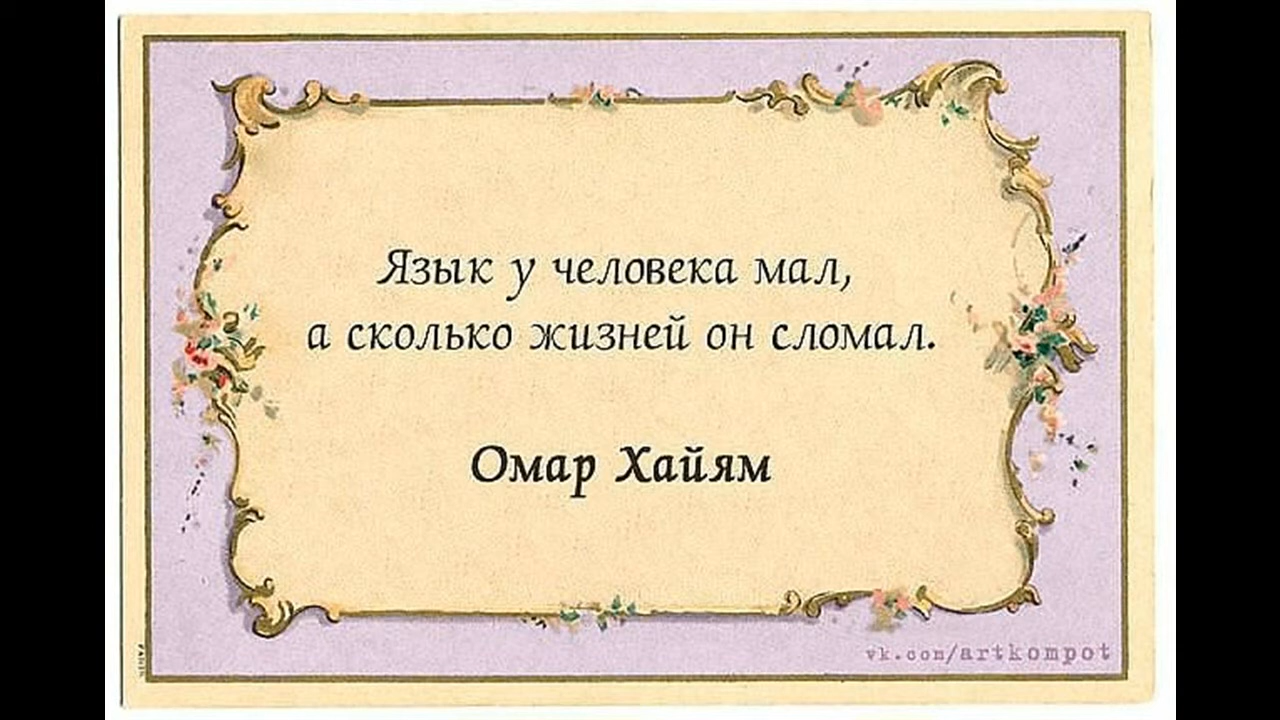 Язык у человека мал,
а сколько жизней он сломал.
Омар Хайям
vk.com/artkompot